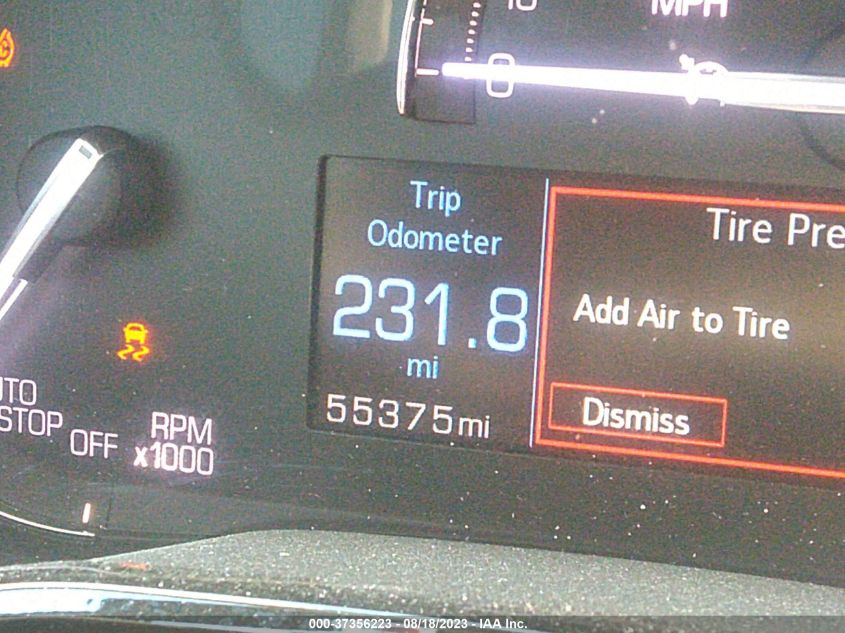 MPH
0
Trip
Odometer
231.8
mi
55375mi
Tire Pre
Add Air to Tire
Dismiss
STOP
OFF
RPM
x1000
000-37356223 - 08/18/2023 - IAA Inc.